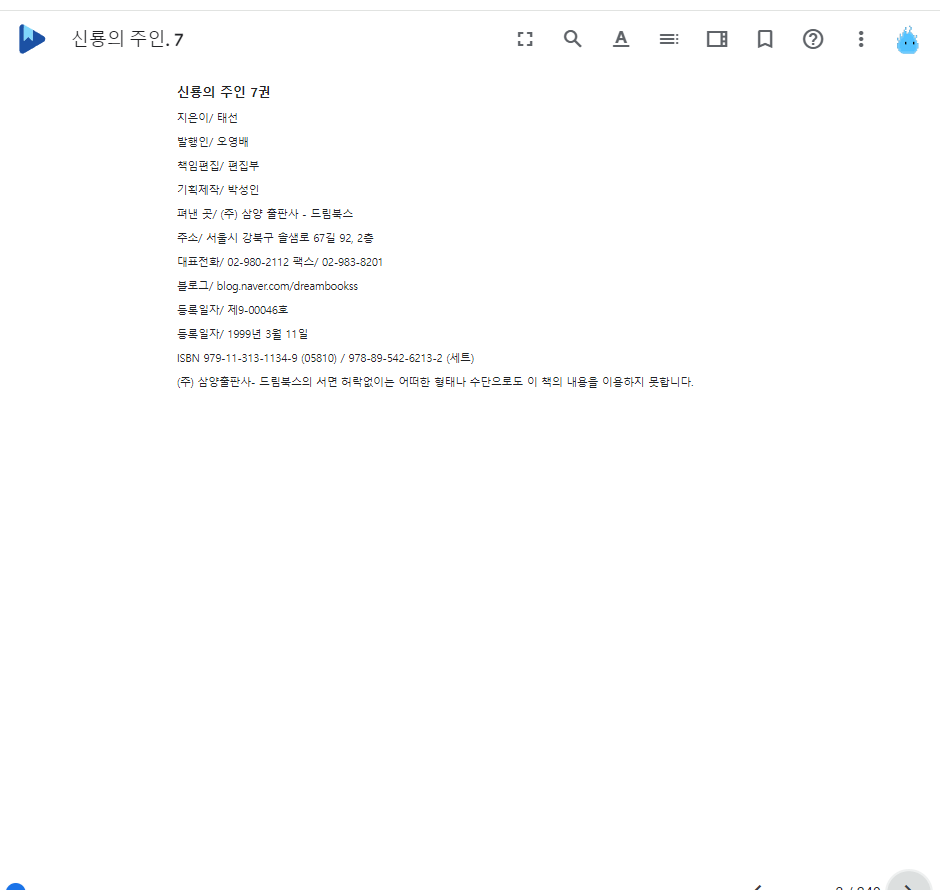 신룡의 주인. 7
신룡의 주인 7권
지은이/ 태선
발행인/ 오영배
책임편집/ 편집부
기획제작/ 박성인
펴낸 곳/ (주) 삼양 출판사 - 드림북스
주소/ 서울시 강북구 솔샘로 67길 92, 2층
대표전화/ 02-980-2112 팩스/ 02-983-8201
블로그/ blog.naver.com/dreambookss
등록일자/ 제9-00046호
등록일자/ 1999년 3월 11일
ISBN 979-11-313-1134-9 (05810) / 978-89-542-6213-2 (세트)
(주) 삼양출판사- 드림북스의 서면 허락없이는 어떠한 형태나 수단으로도 이 책의 내용을 이용하지 못합니다.